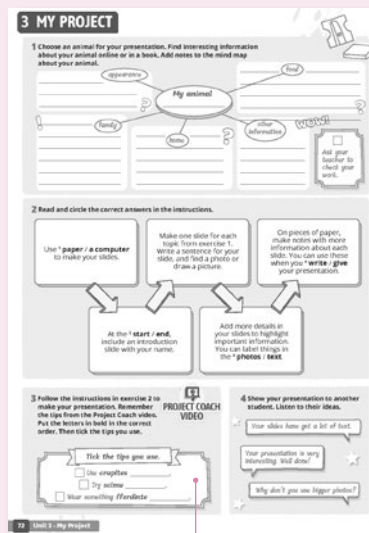 3 MY PROJECT
1 Choose an animal for your presentation. Find interesting information
about your animal online or in a book. Add notes to the mind map
about your animal.
appearance
food
My animal
?
?
!
family
home
?
other
information
WOW!
Ask your
teacher to
check your
work.
2 Read and circle the correct answers in the instructions.
Use ¹ paper / a computer
to make your slides.
Make one slide for each
topic from exercise 1.
Write a sentence for your
slide, and find a photo or
draw a picture.
On pieces of paper,
make notes with more
information about each
slide. You can use these
when you ⁵ write / give
your presentation.
At the ² start / end,
include an introduction
slide with your name.
Add more details in
your slides to highlight
important information.
You can label things in
the ⁴ photos / text.
3 Follow the instructions in exercise 2 to
make your presentation. Remember
the tips from the Project Coach video.
Put the letters in bold in the correct
order. Then tick the tips you use.
PROJECT COACH
VIDEO
Tick the tips you use.
Use
Try
Wear something
4 Show your presentation to another
student. Listen to their ideas.
Your slides have got a lot of text.
Your presentation is very
interesting. Well done!
Why don't you use bigger photos?
72 Unit 3 - My Project